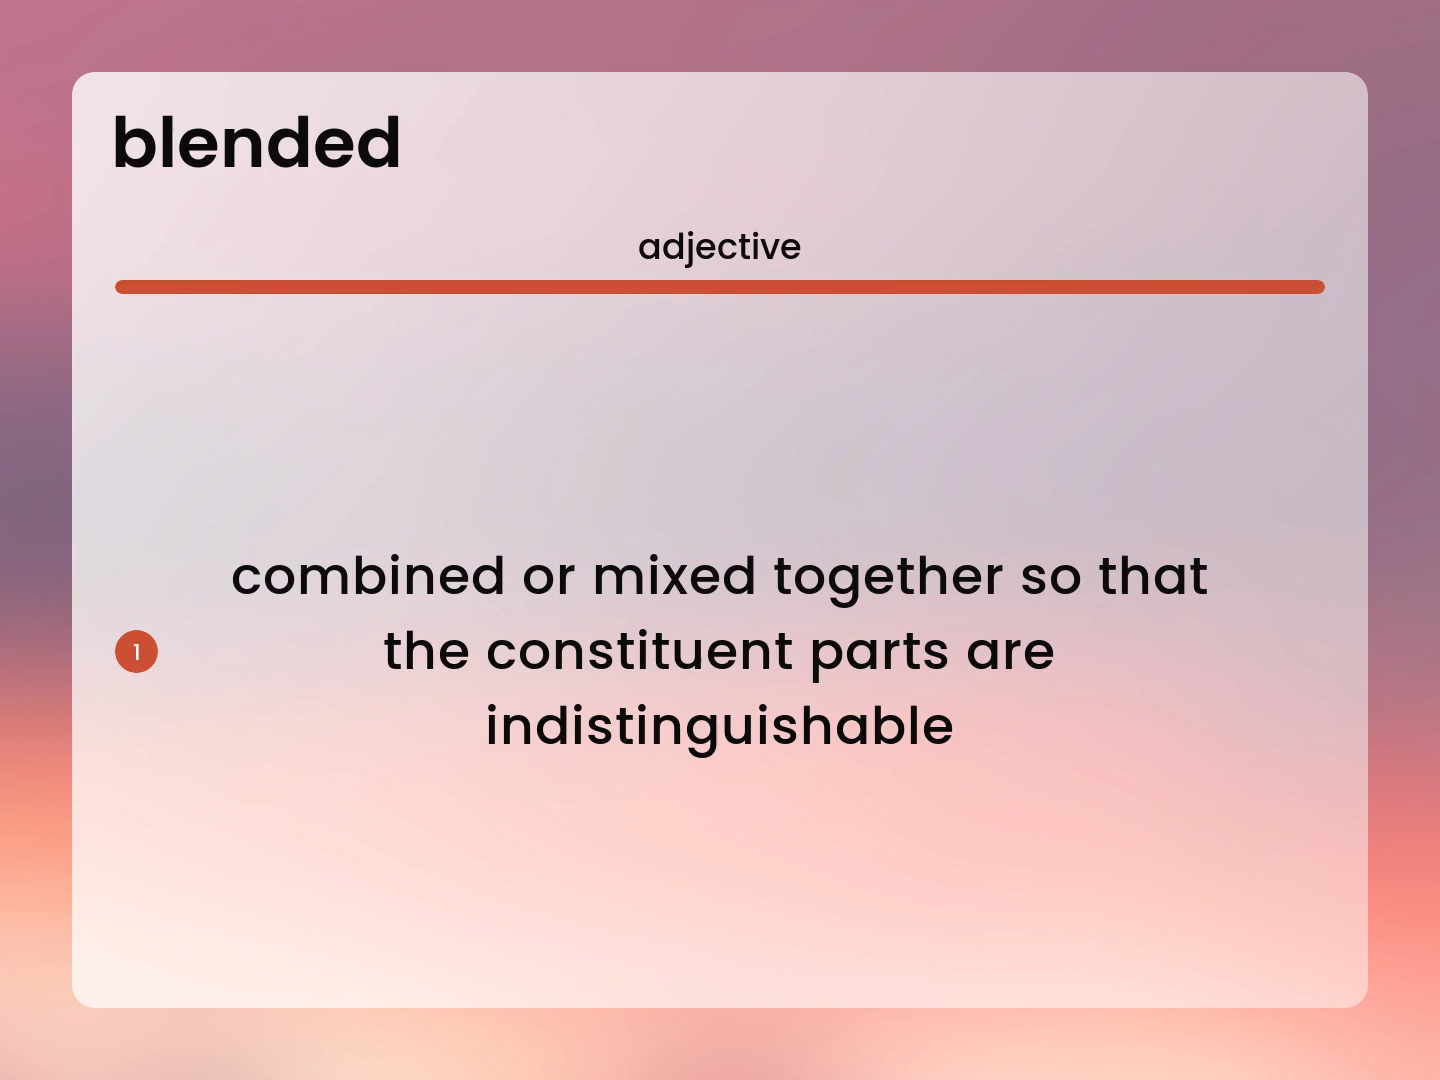 blended
adjective
combined or mixed together so that
1
the constituent parts are
indistinguishable